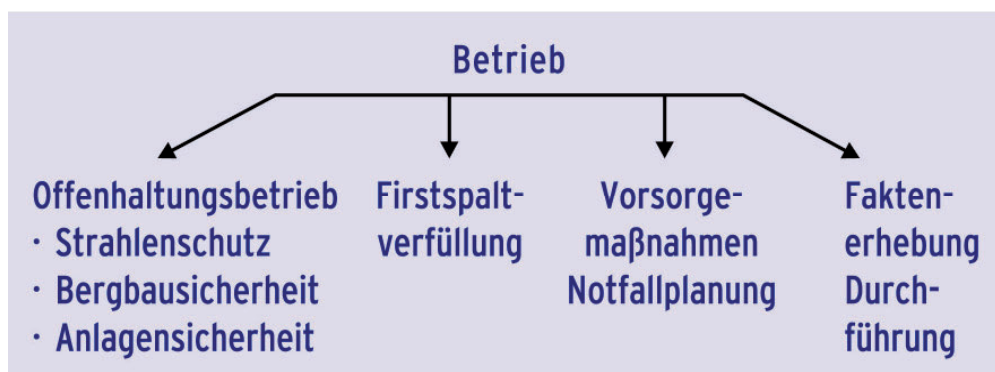 Betrieb
Offenhaltungsbetrieb
· Strahlenschutz
· Bergbausicherheit
· Anlagensicherheit
Firstspalt-
verfüllung
Vorsorge-
maßnahmen
Notfallplanung
Fakten-
erhebung
Durch-
führung